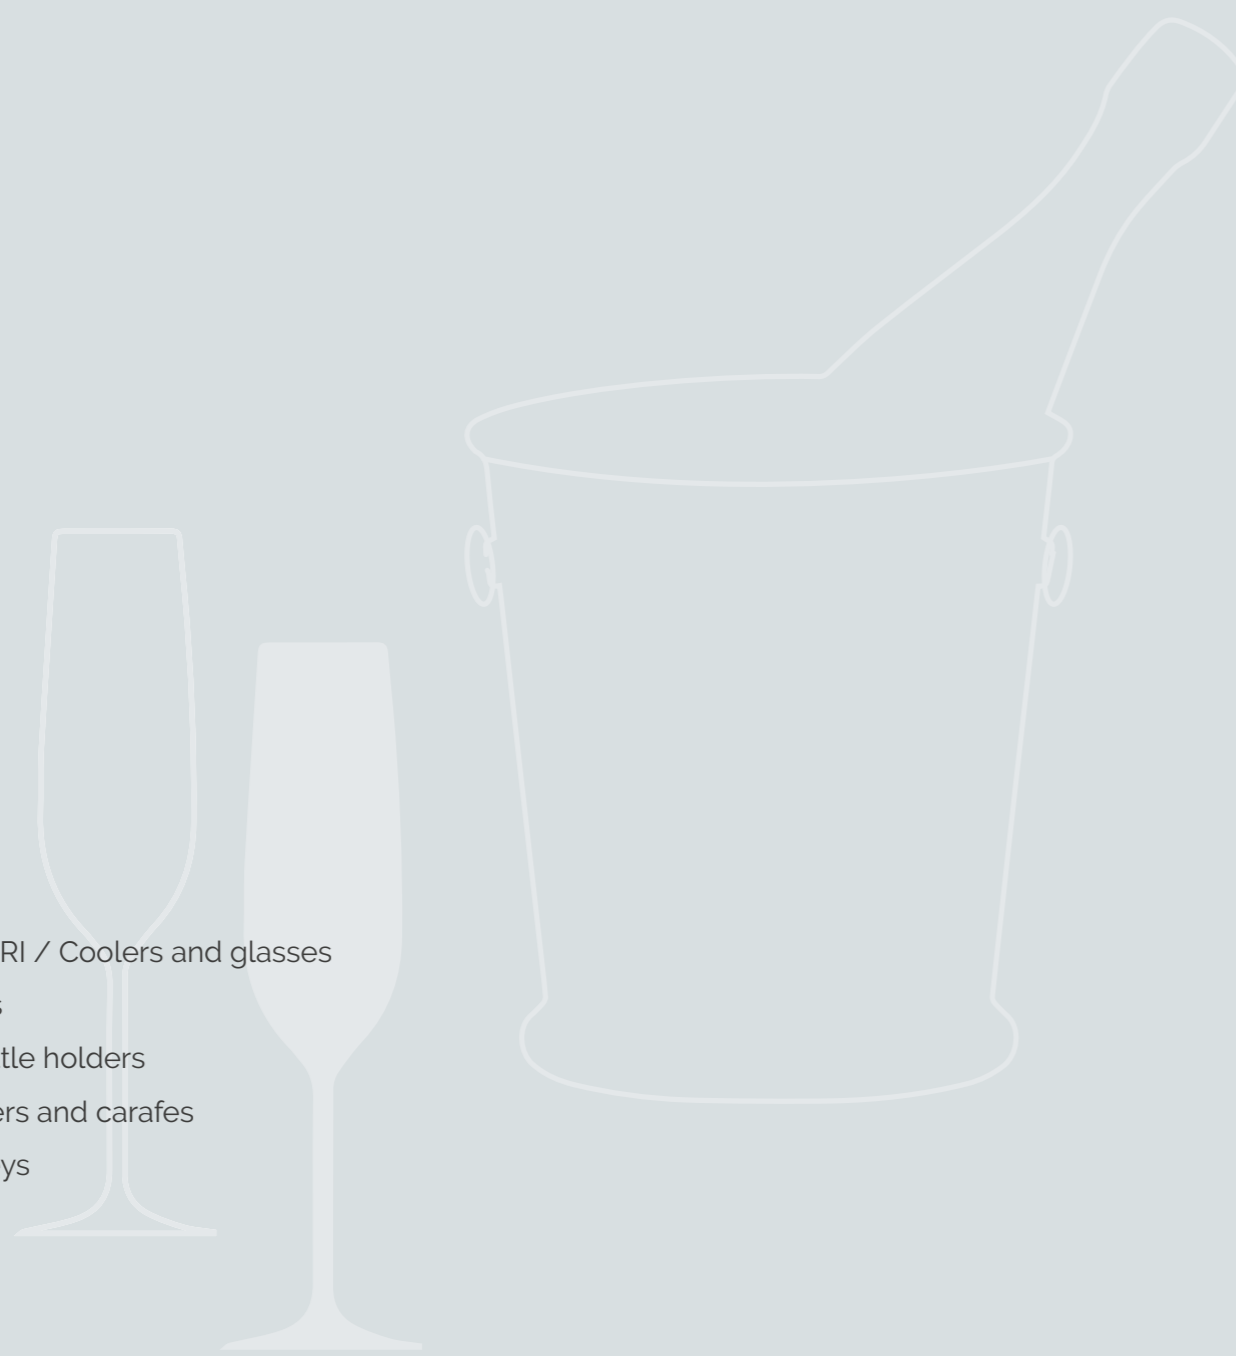 RI / Coolers and glasses
s
tle holders
ers and carafes
ys